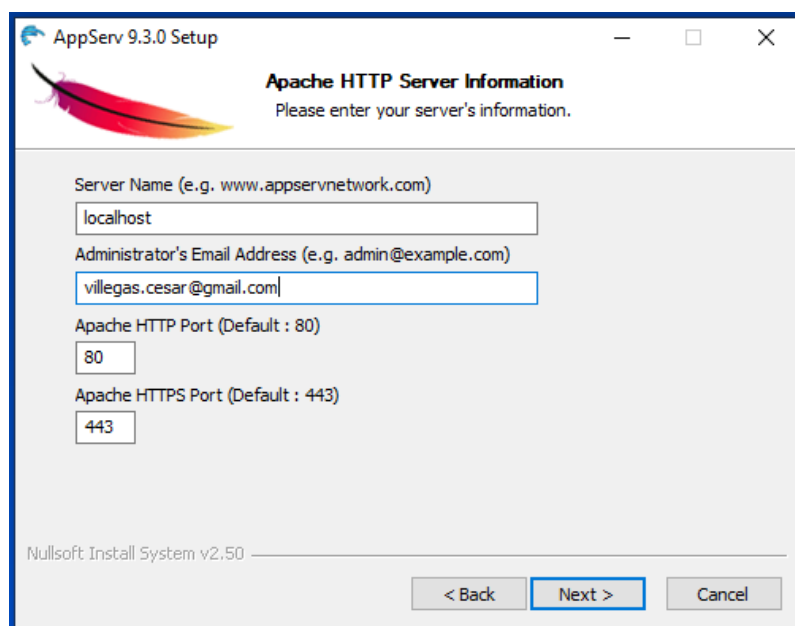 AppServ 9.3.0 Setup
Apache HTTP Server Information
Please enter your server's information.
Server Name (e.g. www.appservnetwork.com)
localhost
Administrator's Email Address (e.g. admin@example.com)
villegas.cesar@gmail.com
Apache HTTP Port (Default : 80)
80
Apache HTTPS Port (Default : 443)
443
Nullsoft Install System v2.50
< Back Next > Cancel